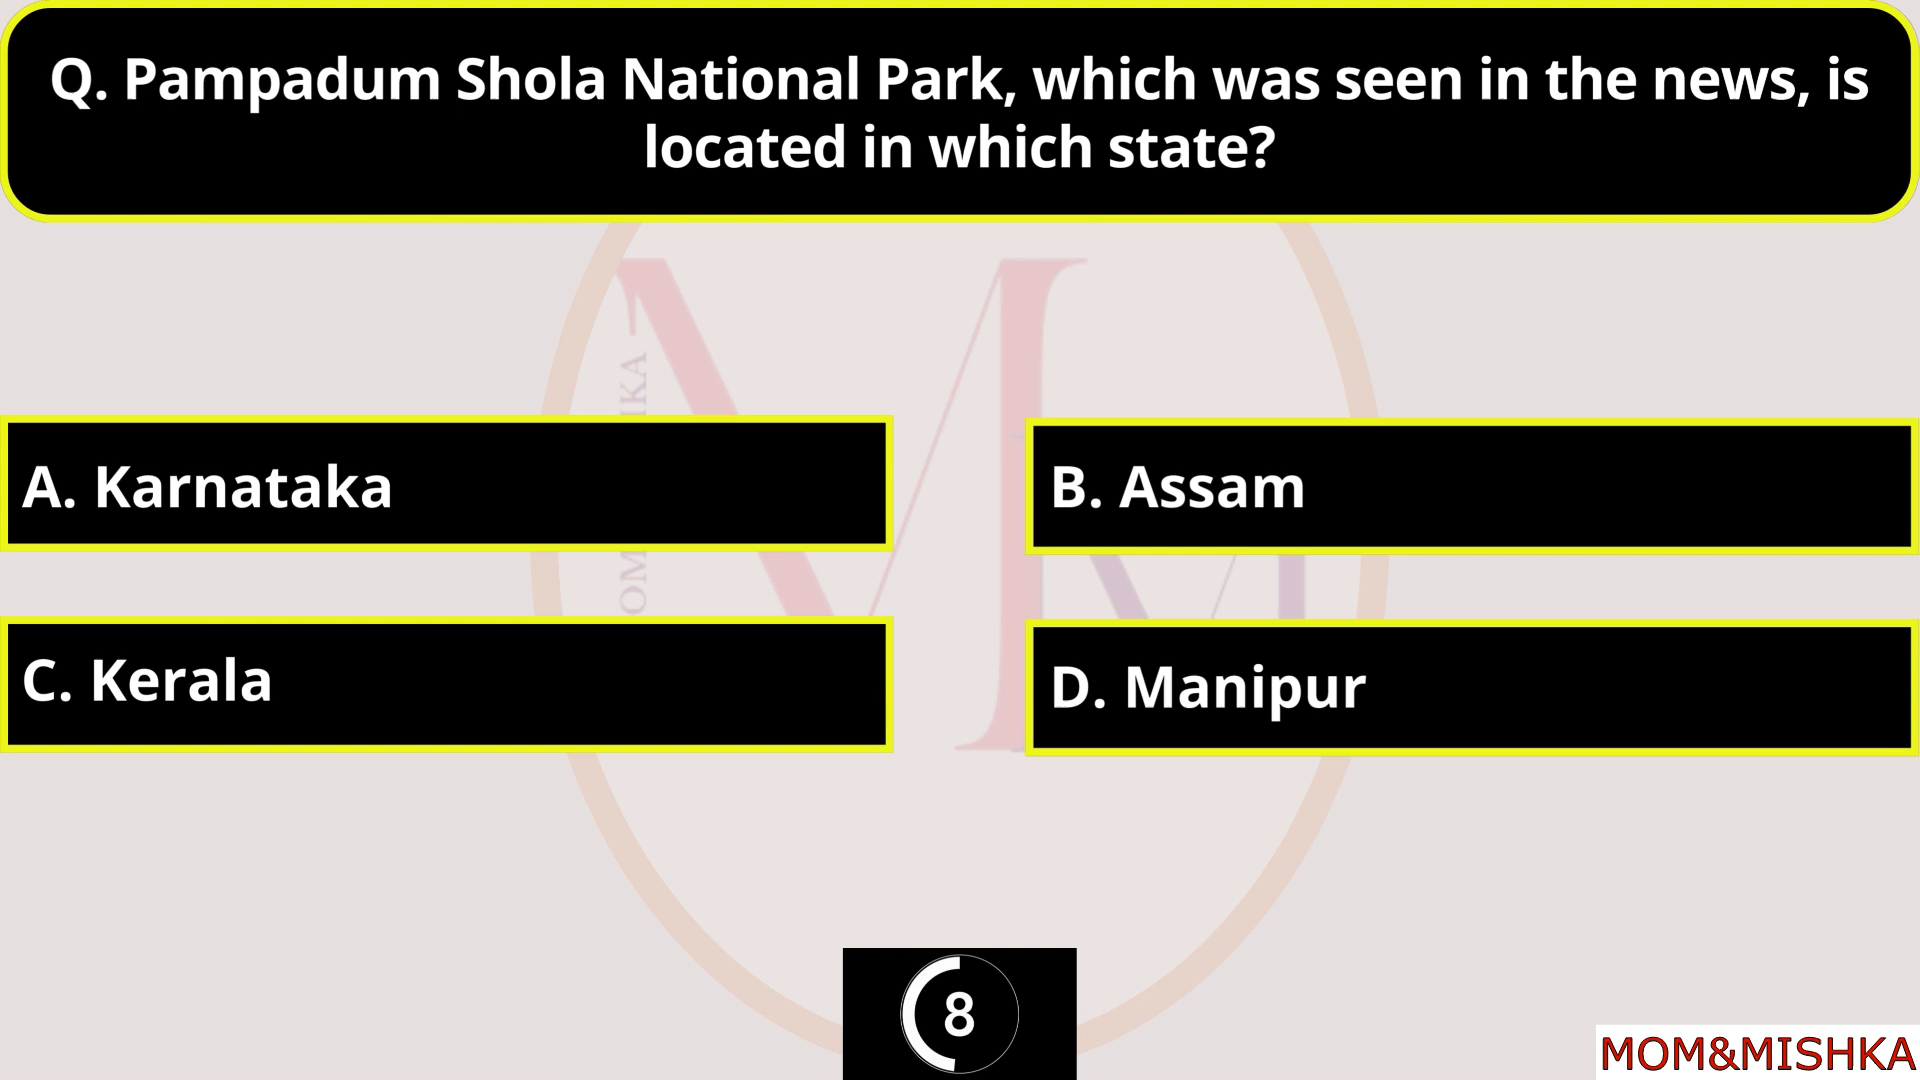 Q. Pampadum Shola National Park, which was seen in the news, is
located in which state?
A. Karnataka
B. Assam
C. Kerala
D. Manipur
8
MOM&MISHKA